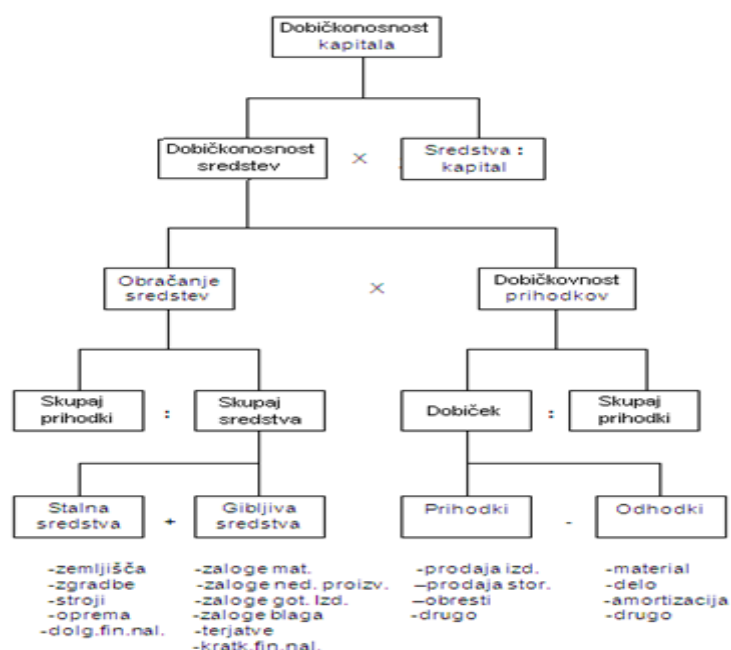 Dobičkonosnost
kapitala
Dobičkonosnost
sredstev
X
Sredstva :
kapital
Obračanje
sredstev
X
Dobičkovnost
prihodkov
Skupaj
prihodki
:
Skupaj
sredstva
Dobiček
:
Skupaj
prihodki
Stalna
sredstva
+
Gibljiva
sredstva
Prihodki
-
Odhodki
-zemljišča
-zgradbe
-stroji
-oprema
-dolg.fin.nal.
-zaloge mat.
-zaloge ned. proizv.
-zaloge got. Izd.
-zaloge blaga
-terjatve
-kratk.fin.nal.
-prodaja izd.
–prodaja stor.
–obresti
-drugo
-material
-delo
-amortizacija
-drugo